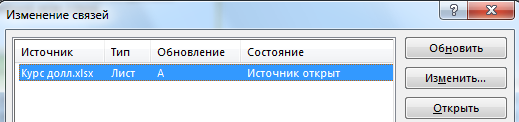 Изменение связей
Источник Тип Обновление Состояние Обновить
Курс долл.xlsx Лист А Источник открыт Изменить...
Открыть